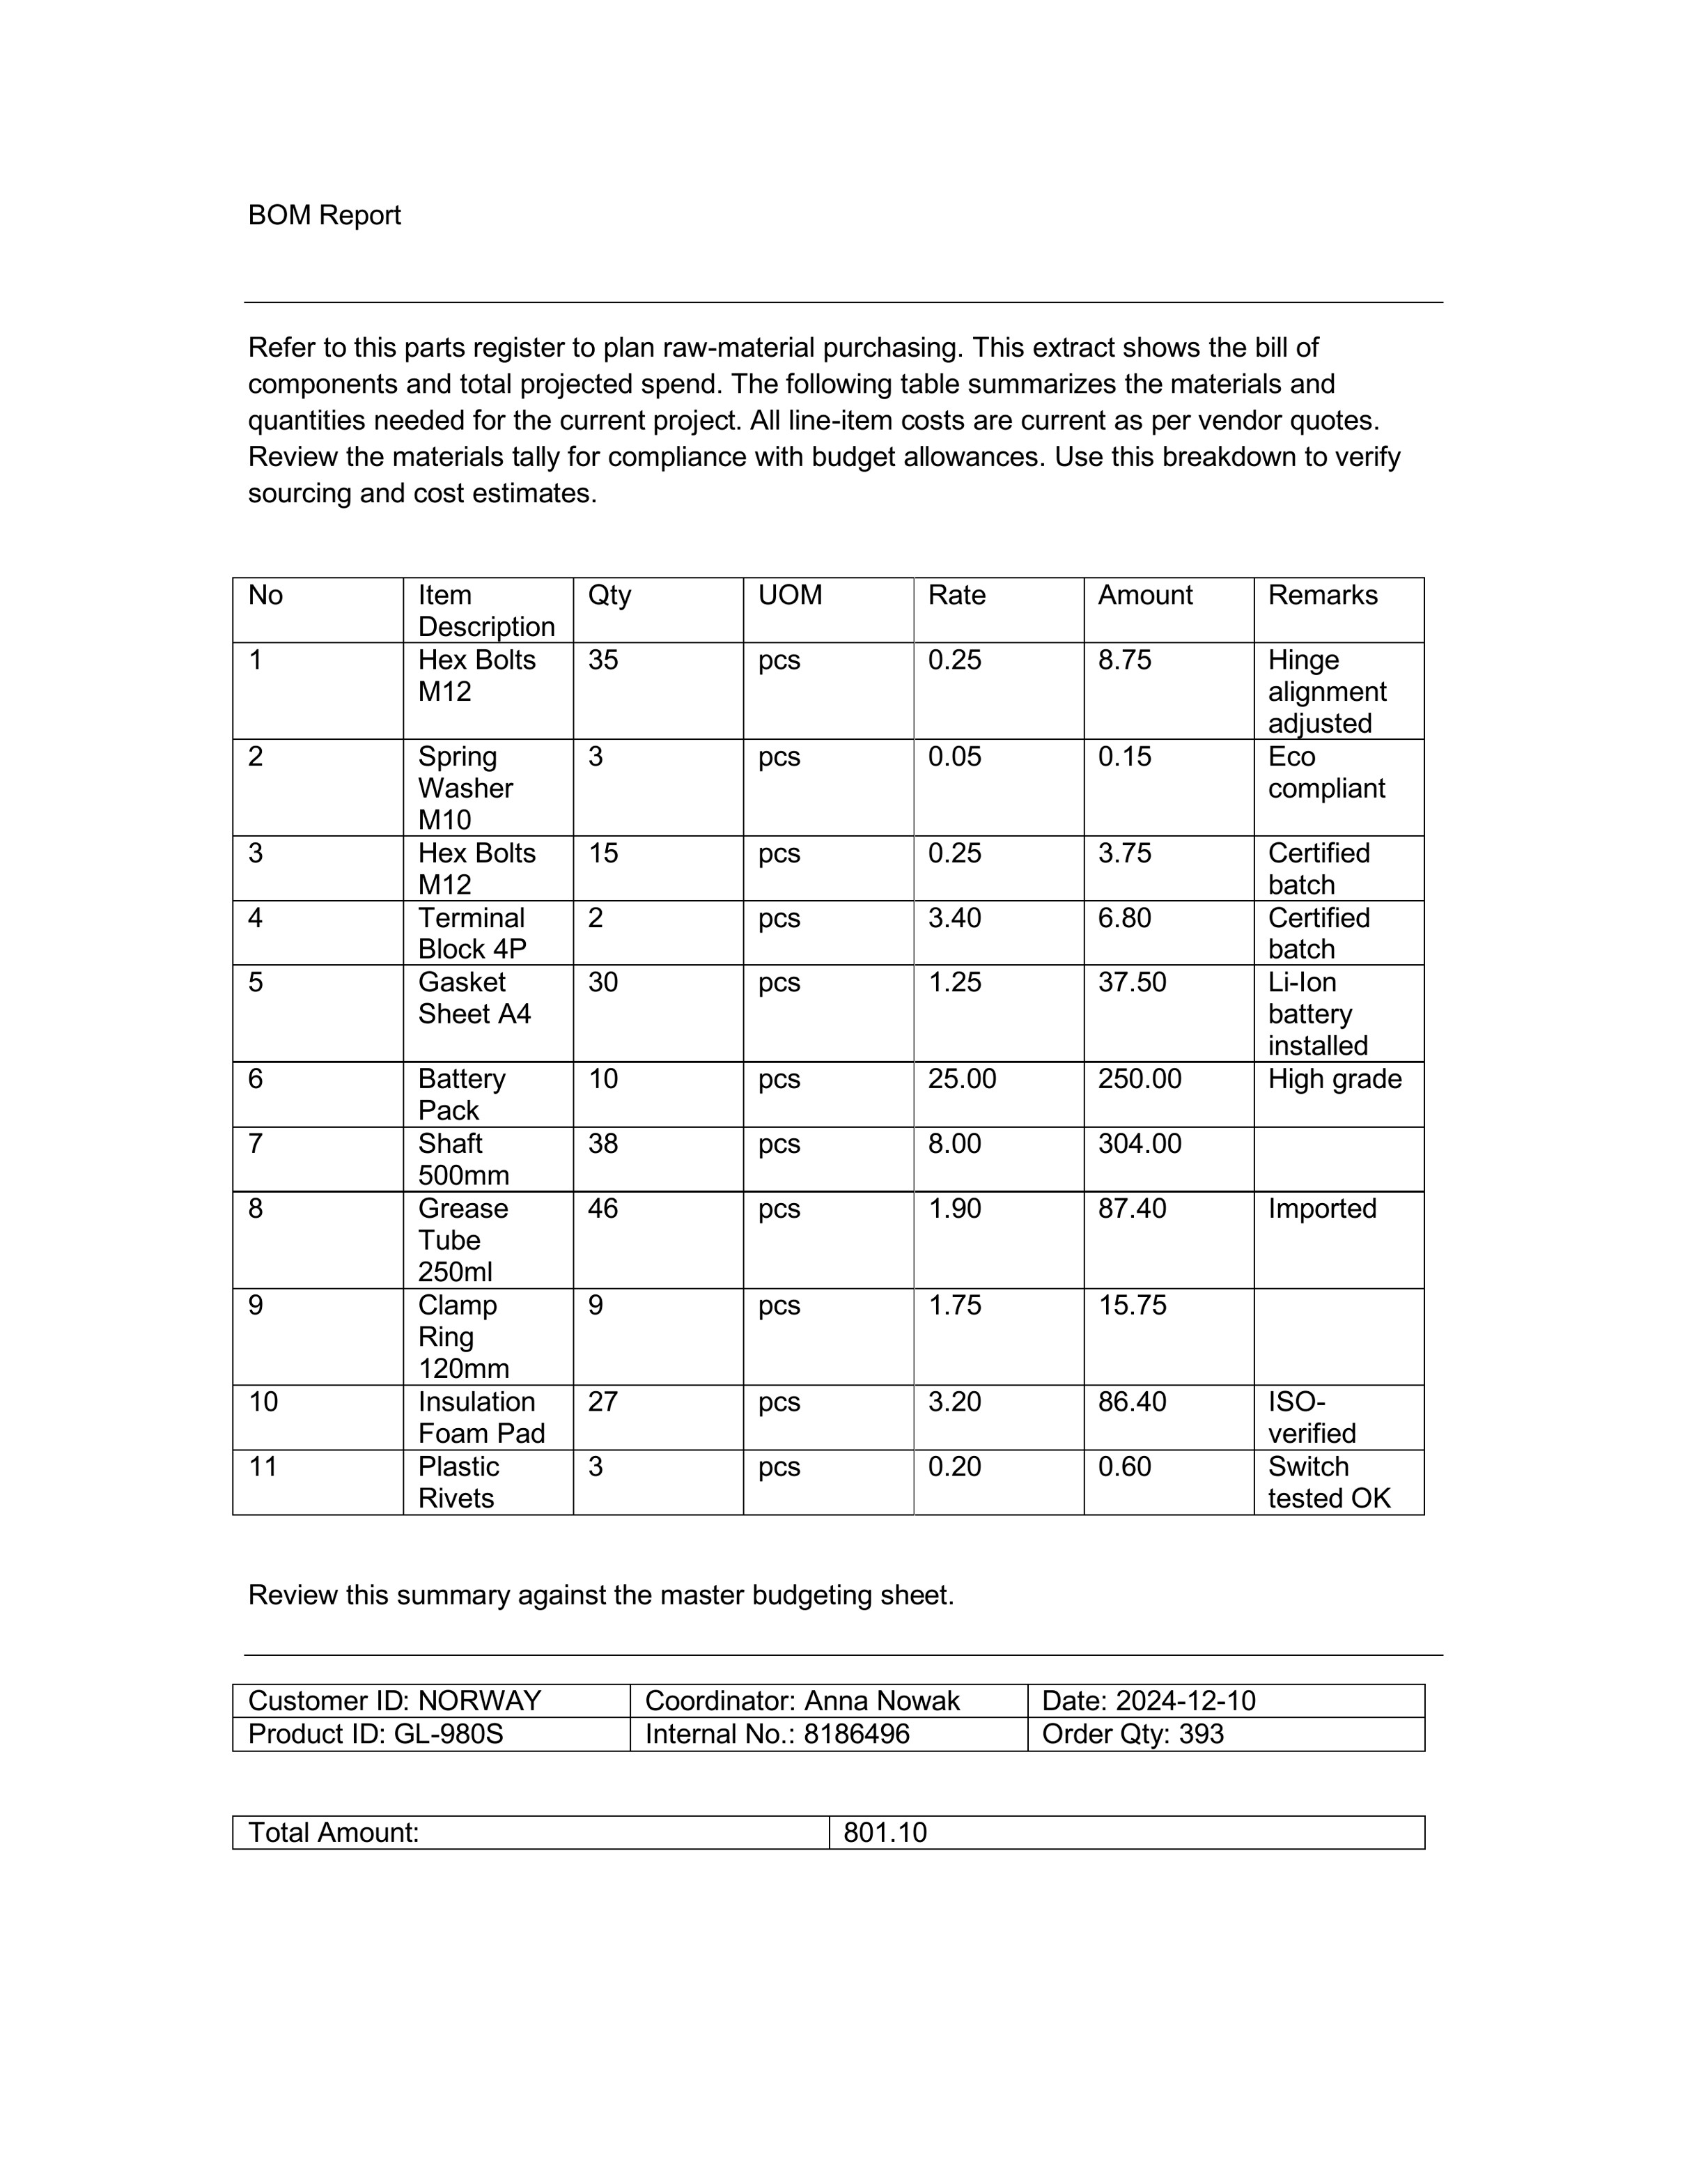 BOM Report
Refer to this parts register to plan raw-material purchasing. This extract shows the bill of
components and total projected spend. The following table summarizes the materials and
quantities needed for the current project. All line-item costs are current as per vendor quotes.
Review the materials tally for compliance with budget allowances. Use this breakdown to verify
sourcing and cost estimates.
No Item Description Qty UOM Rate Amount Remarks
1 Hex Bolts M12 35 pcs 0.25 8.75 Hinge alignment adjusted
2 Spring Washer M10 3 pcs 0.05 0.15 Eco compliant
3 Hex Bolts M12 15 pcs 0.25 3.75 Certified batch
4 Terminal Block 4P 2 pcs 3.40 6.80 Certified batch
5 Gasket Sheet A4 30 pcs 1.25 37.50 Li-Ion battery installed
6 Battery Pack 10 pcs 25.00 250.00 High grade
7 Shaft 500mm 38 pcs 8.00 304.00
8 Grease Tube 250ml 46 pcs 1.90 87.40 Imported
9 Clamp Ring 120mm 9 pcs 1.75 15.75
10 Insulation Foam Pad 27 pcs 3.20 86.40 ISO-verified
11 Plastic Rivets 3 pcs 0.20 0.60 Switch tested OK
Review this summary against the master budgeting sheet.
Customer ID: NORWAY Coordinator: Anna Nowak Date: 2024-12-10
Product ID: GL-980S Internal No.: 8186496 Order Qty: 393
Total Amount: 801.10